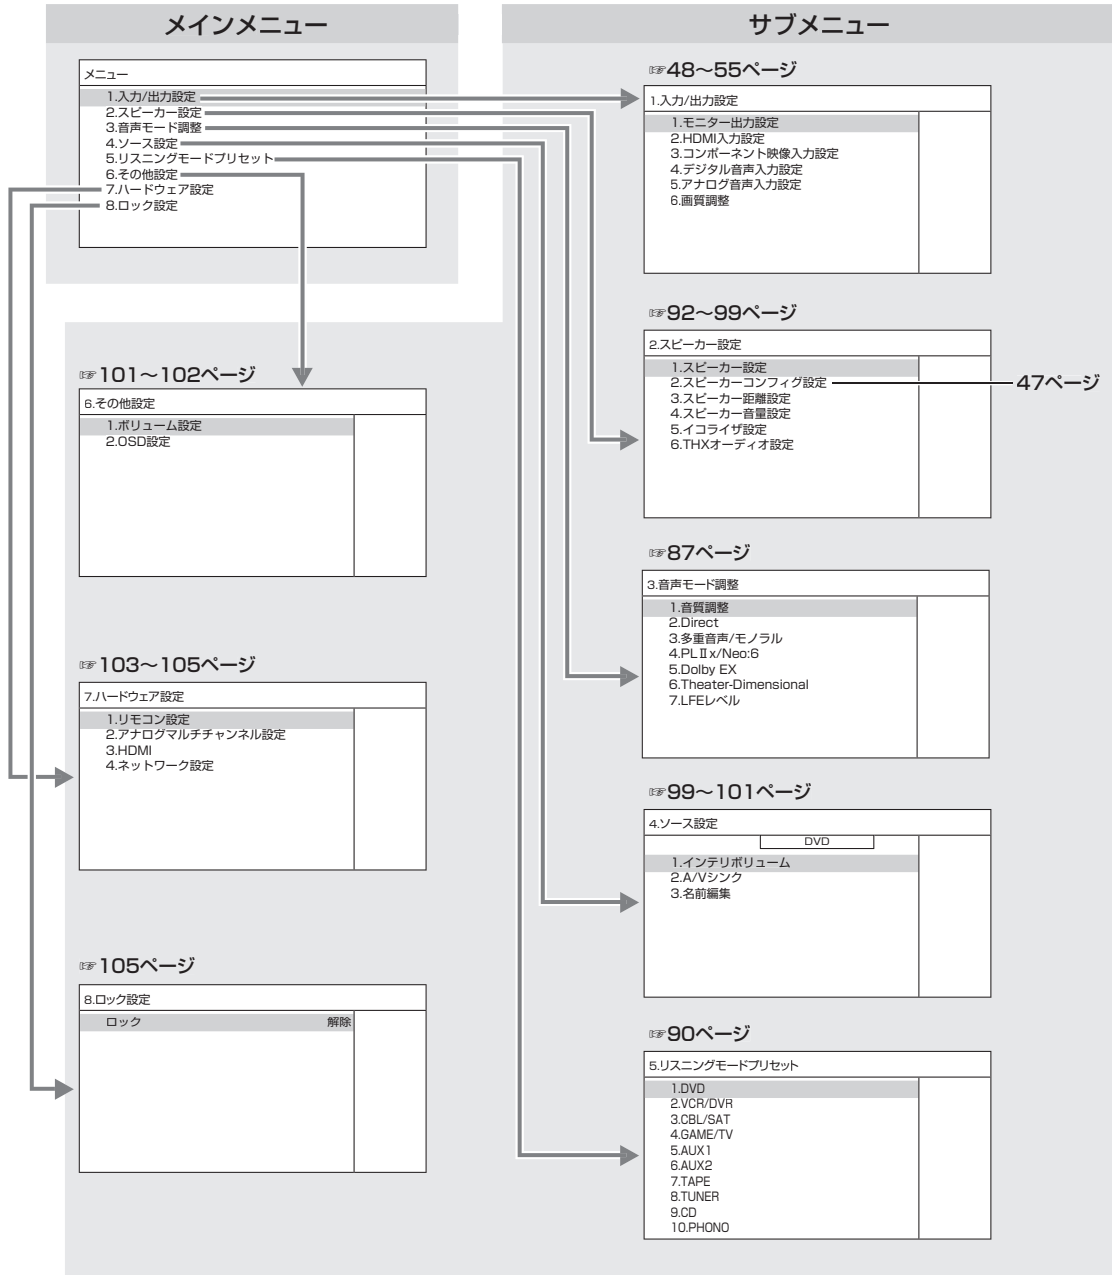 メインメニュー
メニュー
1.入力/出力設定
2.スピーカー設定
3.音声モード調整
4.ソース設定
5.リスニングモードプリセット
6.その他設定
7.ハードウェア設定
8.ロック設定
サブメニュー
☞48～55ページ
1.入力/出力設定
1.モニター出力設定
2.HDMI入力設定
3.コンポーネント映像入力設定
4.デジタル音声入力設定
5.アナログ音声入力設定
6.画質調整
☞92～99ページ
2.スピーカー設定
1.スピーカー設定
2.スピーカーコンフィグ設定
47ページ
3.スピーカー距離設定
4.スピーカー音量設定
5.イコライザ設定
6.THXオーディオ設定
☞87ページ
3.音声モード調整
1.音質調整
2.Direct
3.多重音声/モノラル
4.PLⅡx/Neo:6
5.Dolby EX
6.Theater-Dimensional
7.LFEレベル
☞99～101ページ
4.ソース設定
DVD
1.インテリボリューム
2.A/Vシンク
3.名前編集
☞90ページ
5.リスニングモードプリセット
1.DVD
2.VCR/DVR
3.CBL/SAT
4.GAME/TV
5.AUX1
6.AUX2
7.TAPE
8.TUNER
9.CD
10.PHONO
☞101～102ページ
6.その他設定
1.ボリューム設定
2.OSD設定
☞103～105ページ
7.ハードウェア設定
1.リモコン設定
2.アナログマルチチャンネル設定
3.HDMI
4.ネットワーク設定
☞105ページ
8.ロック設定
ロック 解除